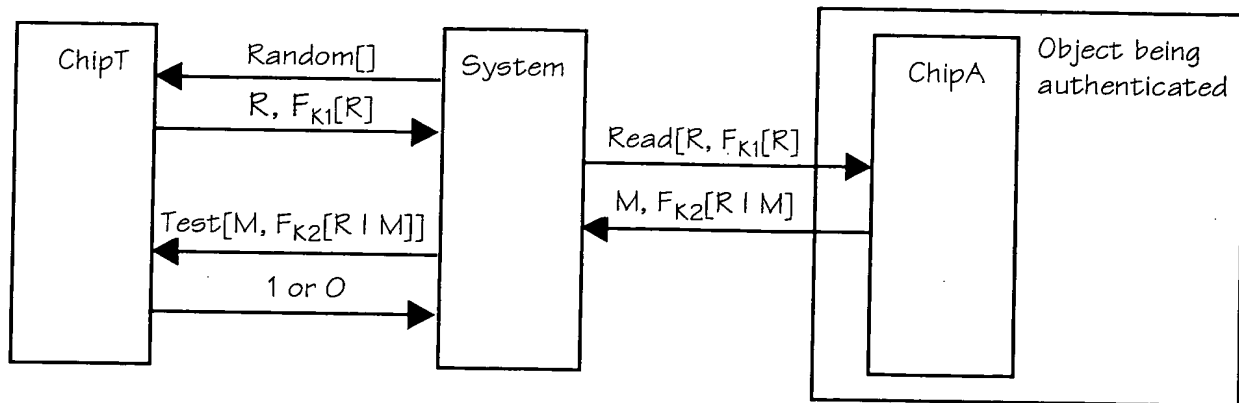 ChipT
Random[]
R, FK1[R]
Test[M, FK2[R | M]]
1 or 0
System
Read[R, FK1[R]
M, FK2[R | M]
ChipA
Object being
authenticated